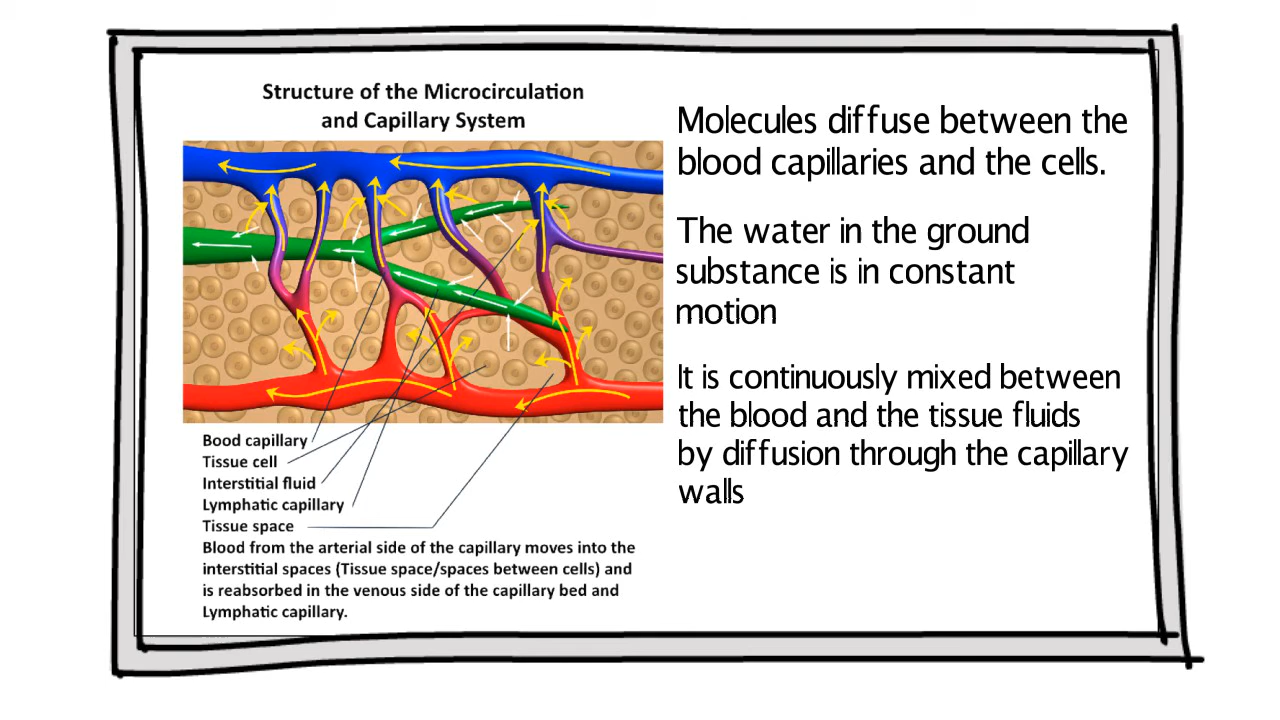 Structure of the Microcirculation
and Capillary System
Bood capillary
Tissue cell
Interstitial fluid
Lymphatic capillary
Tissue space
Blood from the arterial side of the capillary moves into the
interstitial spaces (Tissue space/spaces between cells) and
is reabsorbed in the venous side of the capillary bed and
Lymphatic capillary.
Molecules diffuse between the
blood capillaries and the cells.
The water in the ground
substance is in constant
motion
It is continuously mixed between
the blood and the tissue fluids
by diffusion through the capillary
walls